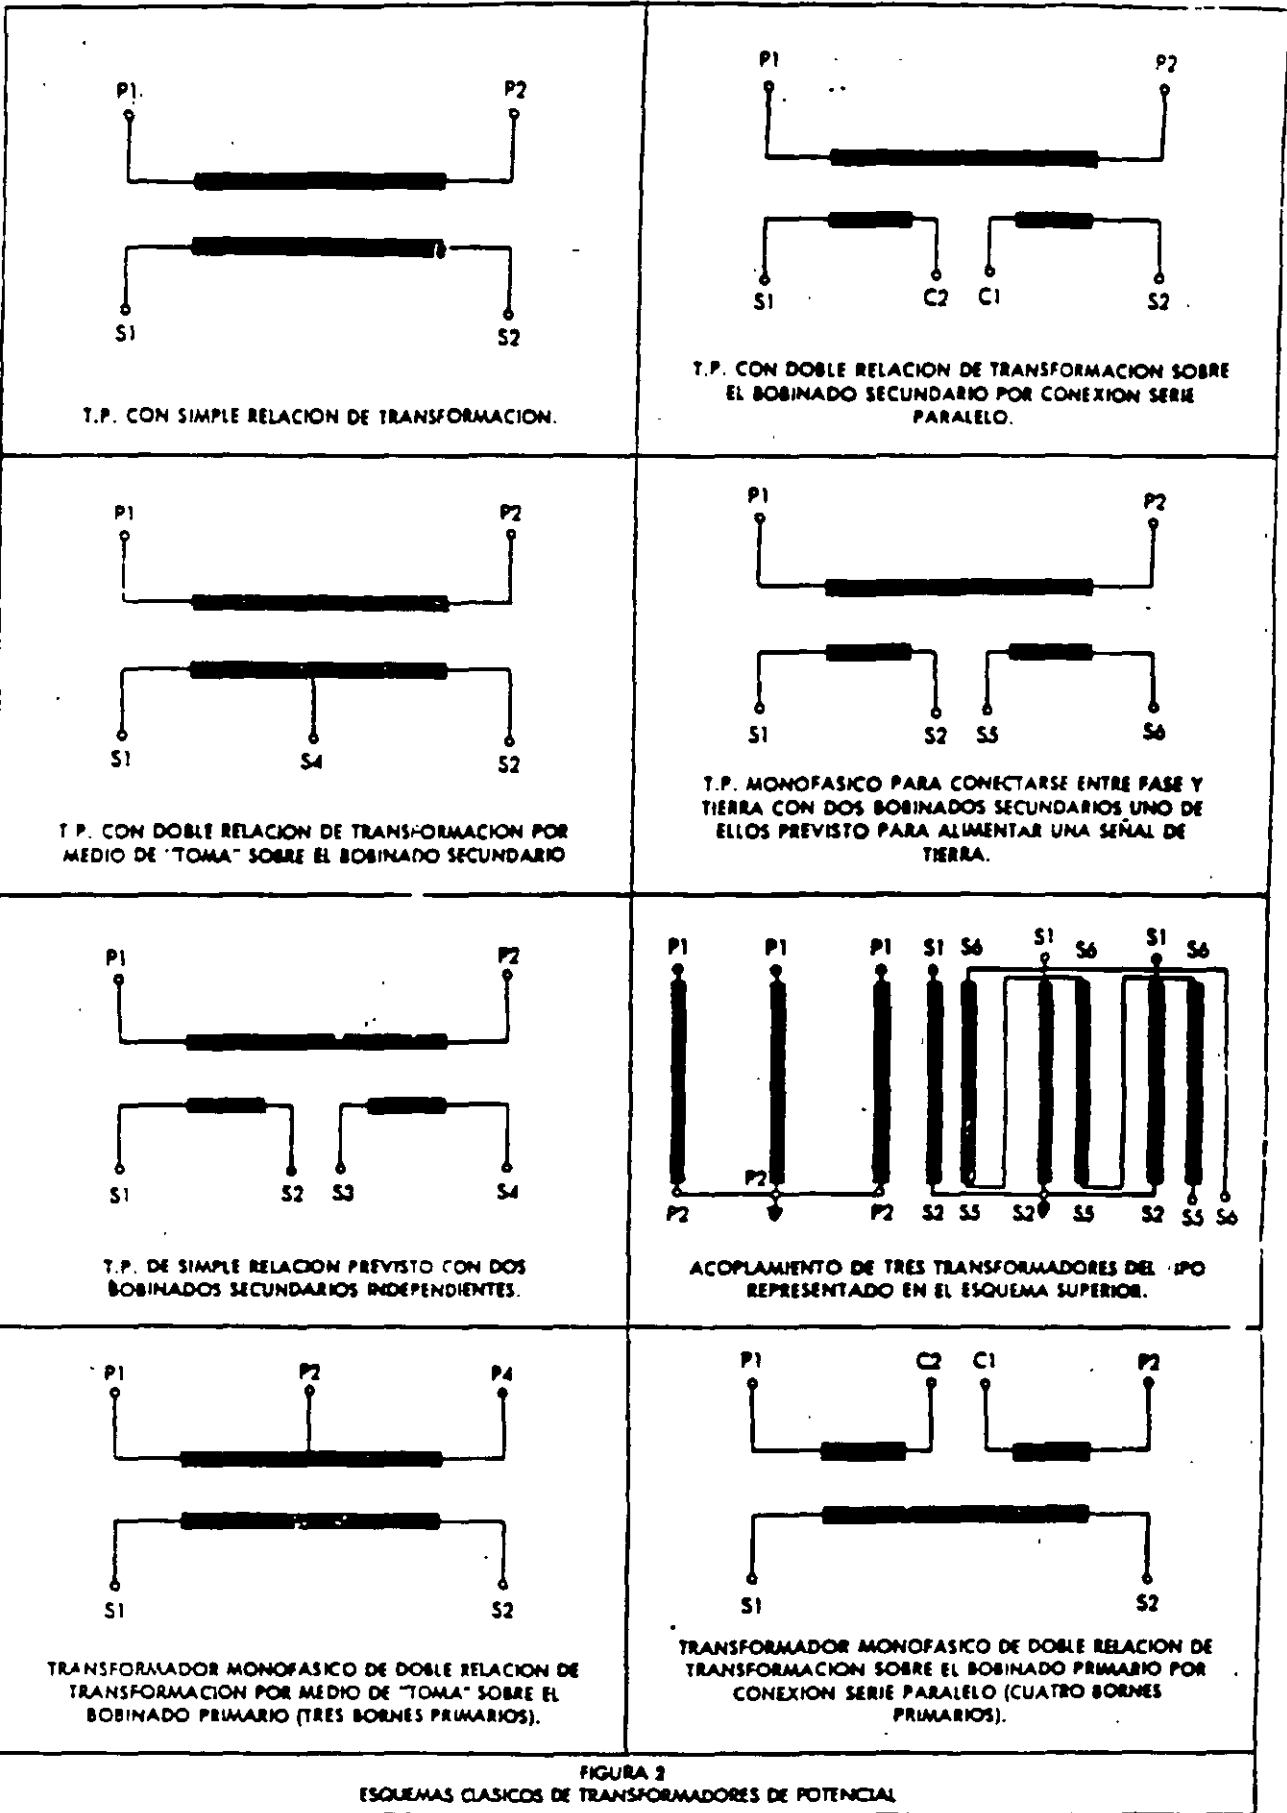 P1 P2
S1 S2
T.P. CON SIMPLE RELACION DE TRANSFORMACION.
P1 P2
S1 C2 C1 S2
T.P. CON DOBLE RELACION DE TRANSFORMACION SOBRE
EL BOBINADO SECUNDARIO POR CONEXION SERIE
PARALELO.
P1 P2
S1 S4 S2
T P. CON DOBLE RELACION DE TRANSFORMACION POR
MEDIO DE "TOMA" SOBRE EL BOBINADO SECUNDARIO
P1 P2
S1 S2 S5 S6
T.P. MONOFASICO PARA CONECTARSE ENTRE FASE Y
TIERRA CON DOS BOBINADOS SECUNDARIOS UNO DE
ELLOS PREVISTO PARA ALIMENTAR UNA SEÑAL DE
TIERRA.
P1 P2
S1 S2 S3 S4
T.P. DE SIMPLE RELACION PREVISTO CON DOS
BOBINADOS SECUNDARIOS INDEPENDIENTES.
P1 P1 P1 S1 S6 S1 S6 S1 S6
P2 P2 P2 S2 S5 S2 S5 S2 S5 S6
ACOPLAMIENTO DE TRES TRANSFORMADORES DEL IPO
REPRESENTADO EN EL ESQUEMA SUPERIOR.
P1 P2 P4
S1 S2
TRANSFORMADOR MONOFASICO DE DOBLE RELACION DE
TRANSFORMACION POR MEDIO DE "TOMA" SOBRE EL
BOBINADO PRIMARIO (TRES BORNES PRIMARIOS).
P1 C2 C1 P2
S1 S2
TRANSFORMADOR MONOFASICO DE DOBLE RELACION DE
TRANSFORMACION SOBRE EL BOBINADO PRIMARIO POR
CONEXION SERIE PARALELO (CUATRO BORNES
PRIMARIOS).
FIGURA 2
ESQUEMAS CLASICOS DE TRANSFORMADORES DE POTENCIAL